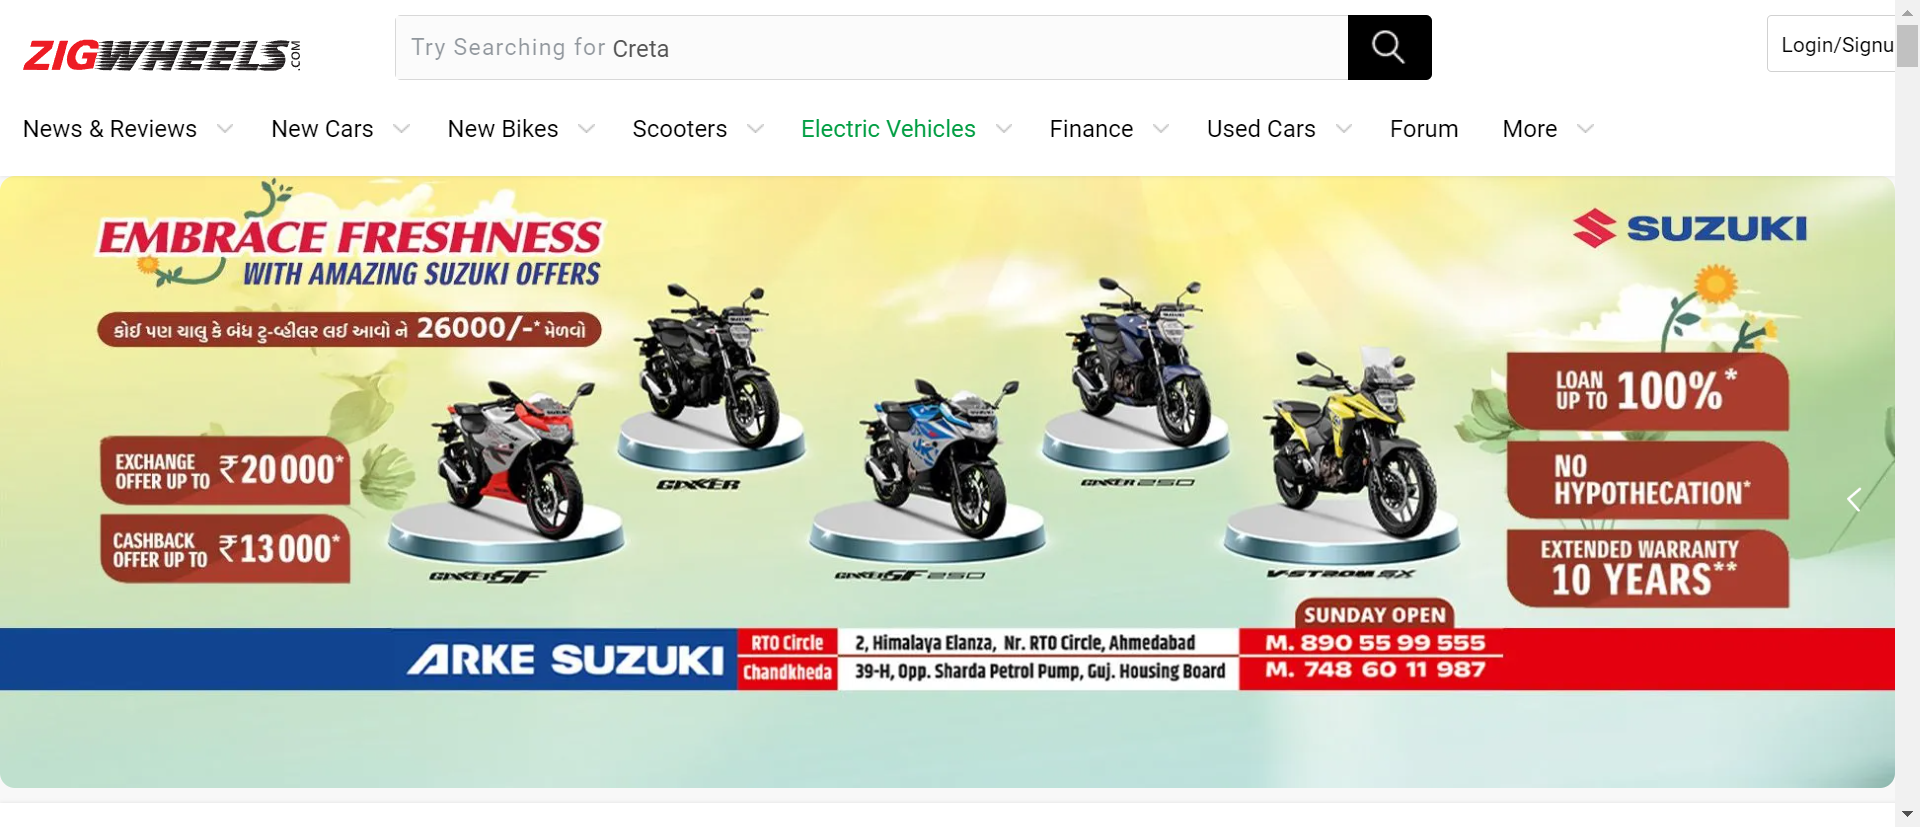 ZIGWHEELS.COM
Try Searching for Creta
Login/Signu
News & Reviews
New Cars
New Bikes
Scooters
Electric Vehicles
Finance
Used Cars
Forum
More
EMBRACE FRESHNESS
WITH AMAZING SUZUKI OFFERS
કોઈ પણ ચાલુ કે બંધ ટુ-વ્હીલર લઈ આવો ને 26000/-* મેળવો
SUZUKI
EXCHANGE
OFFER UP TO ₹20000*
CASHBACK
OFFER UP TO ₹13000*
GIXXER SF
GIXXER
GIXXER SF 250
GIXXER 250
V-STROM SX
LOAN
UP TO 100%*
NO
HYPOTHECATION*
EXTENDED WARRANTY
10 YEARS**
SUNDAY OPEN
ARKE SUZUKI
RTO Circle 2, Himalaya Elanza, Nr. RTO Circle, Ahmedabad M. 890 55 99 555
Chandkheda 39-H, Opp. Sharda Petrol Pump, Guj. Housing Board M. 748 60 11 987